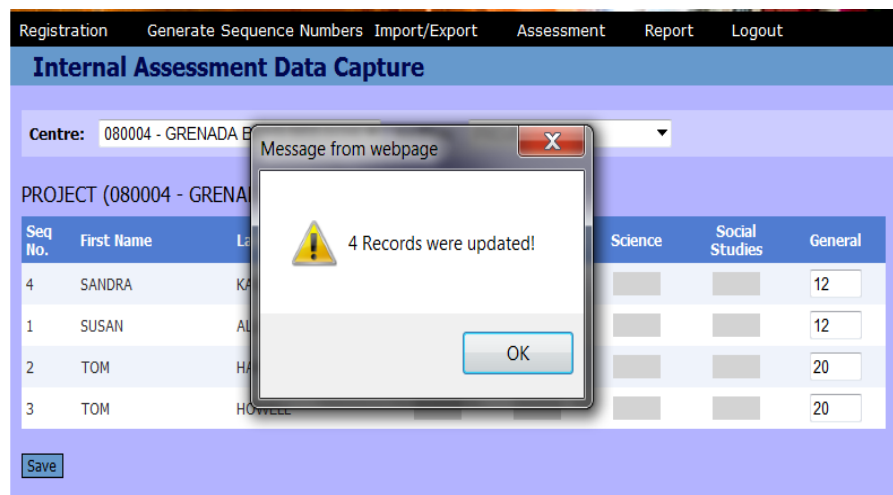 Registration Generate Sequence Numbers Import/Export Assessment Report Logout
Internal Assessment Data Capture
Centre: 080004 - GRENADA
Message from webpage
X
PROJECT (080004 -
4 Records were updated!
OK
Seq No. First Name Science Social Studies General
4 SANDRA 12
1 SUSAN 12
2 TOM 20
3 TOM HOWELL 20
Save